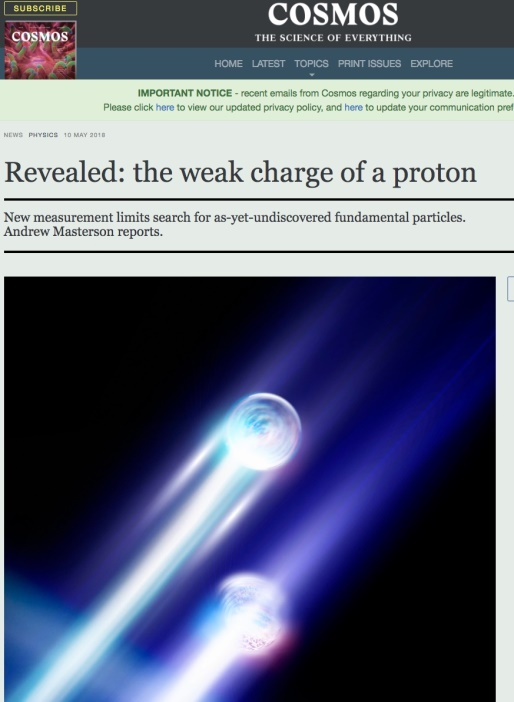 SUBSCRIBE
COSMOS
COSMOS
THE SCIENCE OF EVERYTHING
HOME LATEST TOPICS PRINT ISSUES EXPLORE
IMPORTANT NOTICE - recent emails from Cosmos regarding your privacy are legitimate.
Please click here to view our updated privacy policy, and here to update your communication pref
NEWS PHYSICS 10 MAY 2018
Revealed: the weak charge of a proton
New measurement limits search for as-yet-undiscovered fundamental particles.
Andrew Masterson reports.